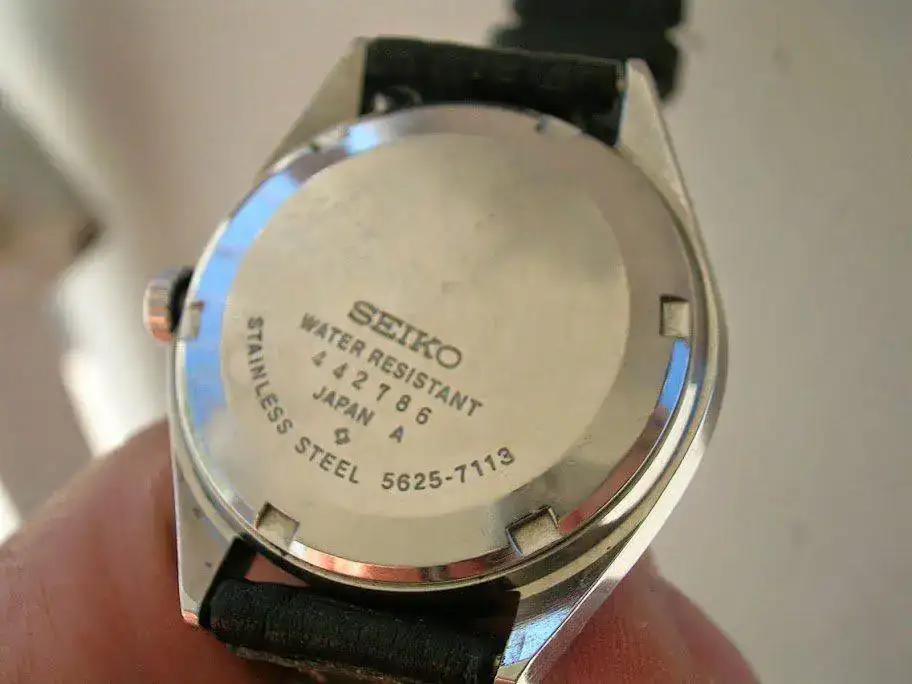 SEIKO
WATER RESISTANT
442786
JAPAN A
STAINLESS STEEL 5625-7113